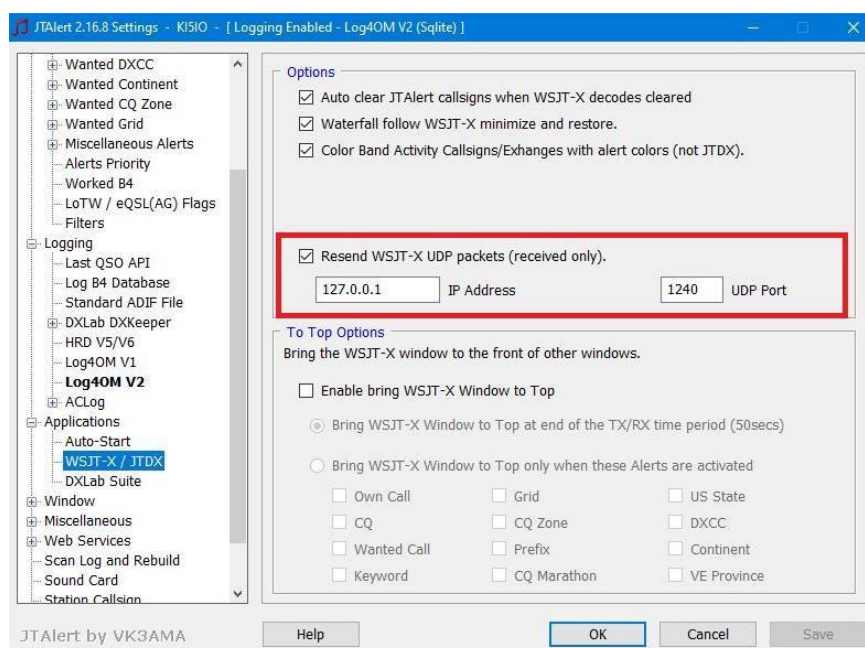 JTAlert 2.16.8 Settings - KI5IO - [ Logging Enabled - Log4OM V2 (Sqlite) ]
Wanted DXCC
Wanted Continent
Wanted CQ Zone
Wanted Grid
Miscellaneous Alerts
Alerts Priority
Worked B4
LoTW / eQSL(AG) Flags
Filters
Logging
Last QSO API
Log B4 Database
Standard ADIF File
DXLab DXKeeper
HRD V5/V6
Log4OM V1
Log4OM V2
ACLog
Applications
Auto-Start
WSJT-X / JTDX
DXLab Suite
Window
Miscellaneous
Web Services
Scan Log and Rebuild
Sound Card
Station Callsign
Options
Auto clear JTAlert callsigns when WSJT-X decodes cleared
Waterfall follow WSJT-X minimize and restore.
Color Band Activity Callsigns/Exhanges with alert colors (not JTDX).
Resend WSJT-X UDP packets (received only).
127.0.0.1 IP Address 1240 UDP Port
To Top Options
Bring the WSJT-X window to the front of other windows.
Enable bring WSJT-X Window to Top
Bring WSJT-X Window to Top at end of the TX/RX time period (50secs)
Bring WSJT-X Window to Top only when these Alerts are activated
Own Call Grid US State
CQ CQ Zone DXCC
Wanted Call Prefix Continent
Keyword CQ Marathon VE Province
JTAlert by VK3AMA Help OK Cancel Save